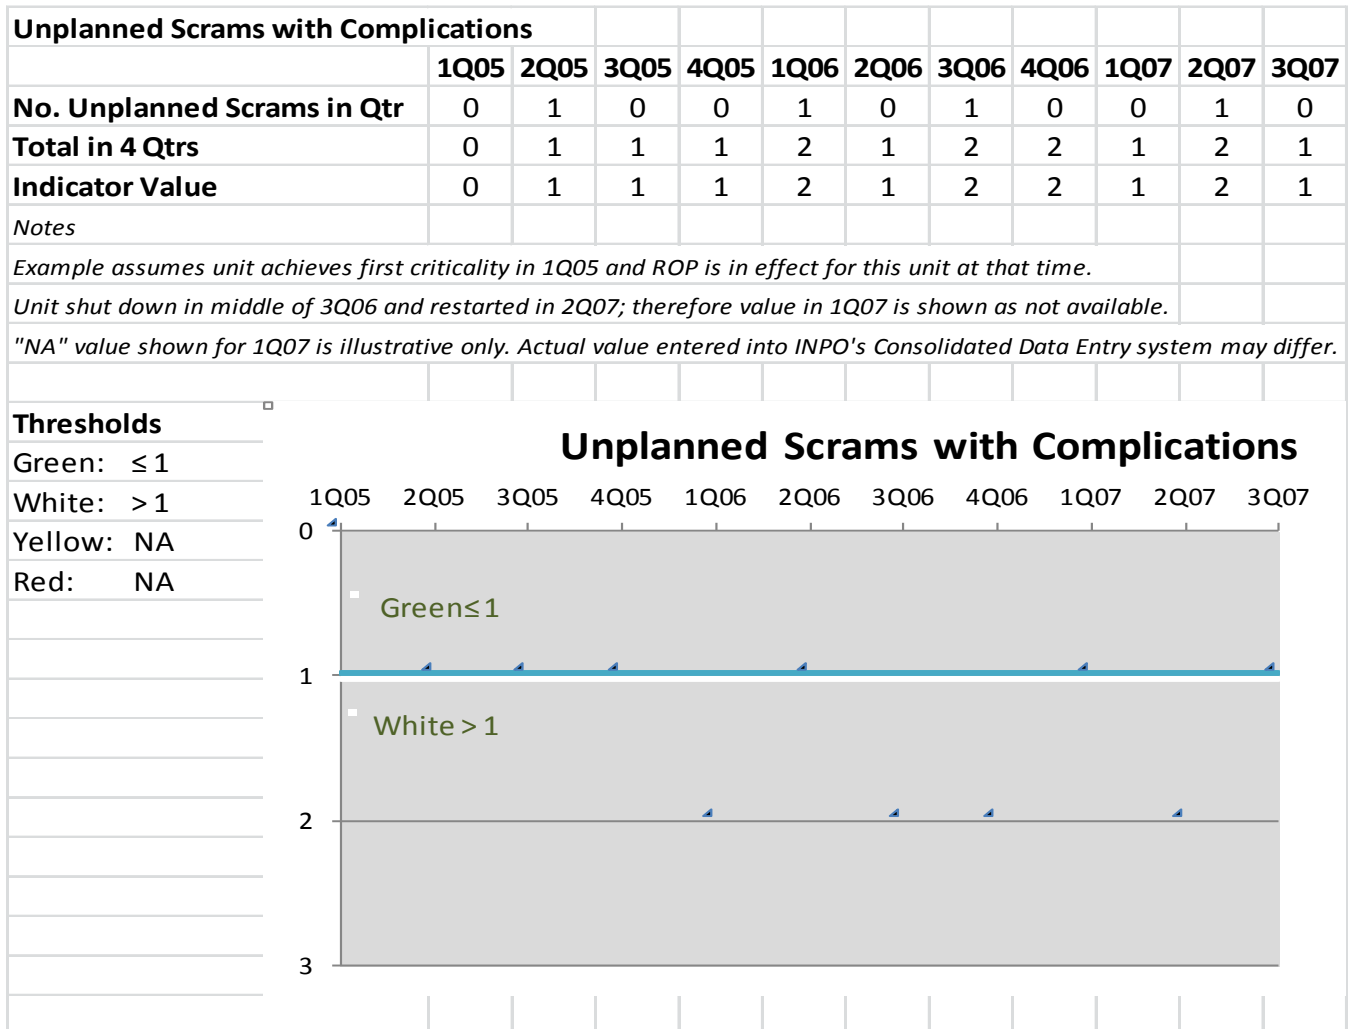 Unplanned Scrams with Complications
1Q05 2Q05 3Q05 4Q05 1Q06 2Q06 3Q06 4Q06 1Q07 2Q07 3Q07
No. Unplanned Scrams in Qtr 0 1 0 0 1 0 1 0 0 1 0
Total in 4 Qtrs 0 1 1 1 2 1 2 2 1 2 1
Indicator Value 0 1 1 1 2 1 2 2 1 2 1
Notes
Example assumes unit achieves first criticality in 1Q05 and ROP is in effect for this unit at that time.
Unit shut down in middle of 3Q06 and restarted in 2Q07; therefore value in 1Q07 is shown as not available.
"NA" value shown for 1Q07 is illustrative only. Actual value entered into INPO's Consolidated Data Entry system may differ.
Thresholds
Green: ≤ 1
White: > 1
Yellow: NA
Red: NA
Unplanned Scrams with Complications
1Q05 2Q05 3Q05 4Q05 1Q06 2Q06 3Q06 4Q06 1Q07 2Q07 3Q07
0
Green≤ 1
1
White > 1
2
3